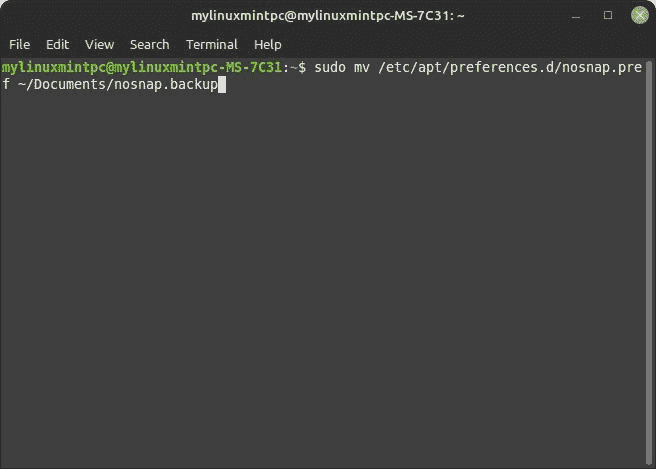 mylinuxmintpc@mylinuxmintpc-MS-7C31: ~
File Edit View Search Terminal Help
mylinuxmintpc@mylinuxmintpc-MS-7C31:~$ sudo mv /etc/apt/preferences.d/nosnap.pre
f ~/Documents/nosnap.backup